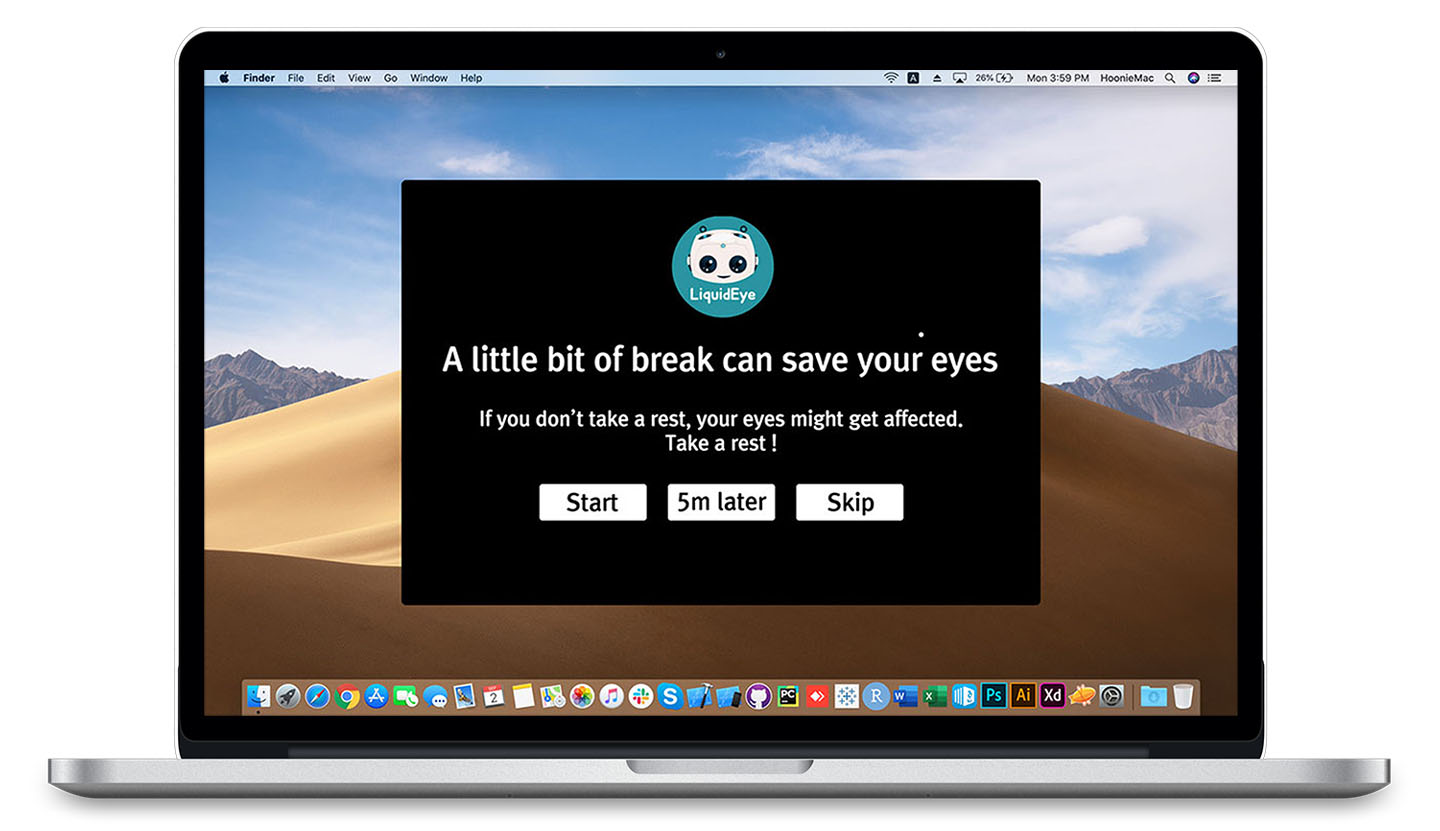 Finder File Edit View Go Window Help A 26% Mon 3:59 PM HoonieMac
LiquidEye
A little bit of break can save your eyes
If you don’t take a rest, your eyes might get affected.
Take a rest !
Start 5m later Skip
2 S PC R W X Ps Ai Xd